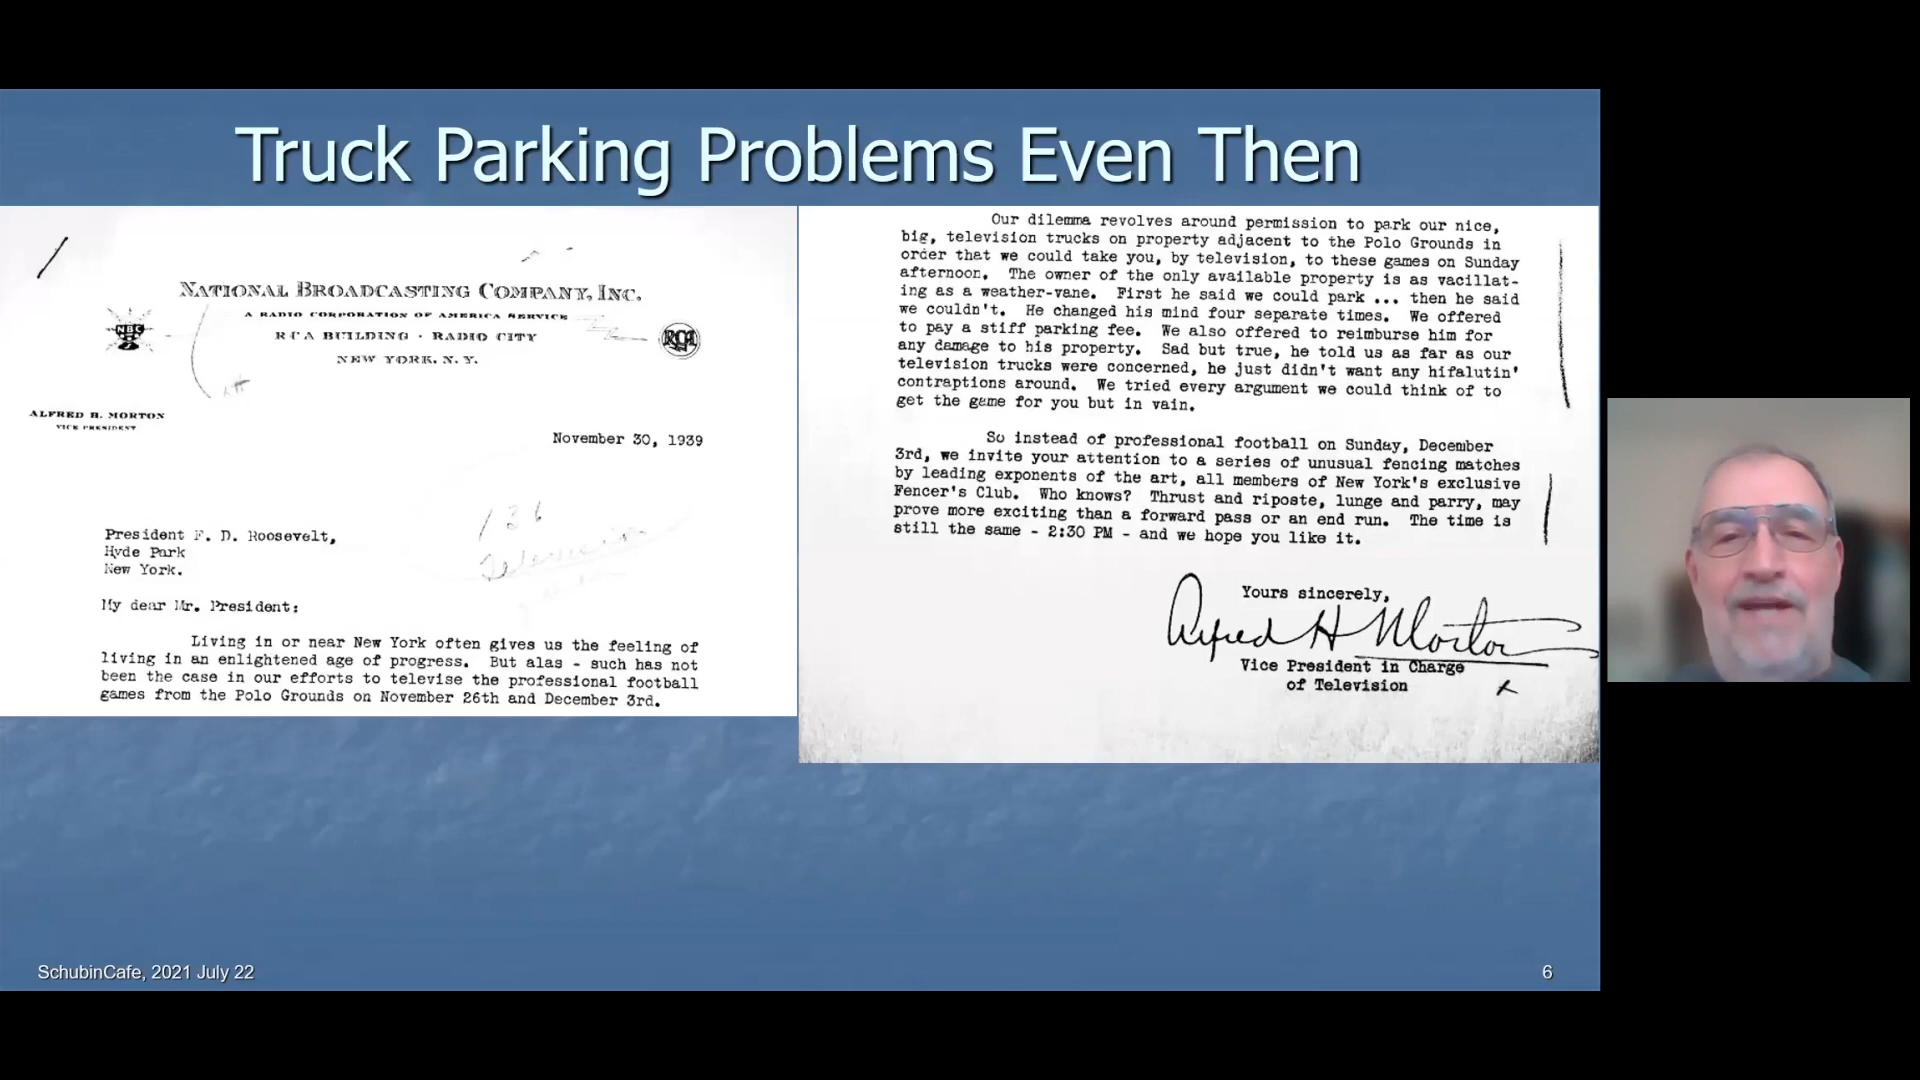 Truck Parking Problems Even Then
NATIONAL BROADCASTING COMPANY, INC.
A RADIO CORPORATION OF AMERICA SERVICE
RCA BUILDING · RADIO CITY
NEW YORK, N. Y.
NBC
RCA
ALFRED H. MORTON
VICE PRESIDENT
November 30, 1939
136
Television
President F. D. Roosevelt,
Hyde Park
New York.
My dear Mr. President:
Living in or near New York often gives us the feeling of
living in an enlightened age of progress. But alas - such has not
been the case in our efforts to televise the professional football
games from the Polo Grounds on November 26th and December 3rd.
Our dilemma revolves around permission to park our nice,
big, television trucks on property adjacent to the Polo Grounds in
order that we could take you, by television, to these games on Sunday
afternoon. The owner of the only available property is as vacillat-
ing as a weather-vane. First he said we could park ... then he said
we couldn't. He changed his mind four separate times. We offered
to pay a stiff parking fee. We also offered to reimburse him for
any damage to his property. Sad but true, he told us as far as our
television trucks were concerned, he just didn't want any hifalutin'
contraptions around. We tried every argument we could think of to
get the game for you but in vain.
So instead of professional football on Sunday, December
3rd, we invite your attention to a series of unusual fencing matches
by leading exponents of the art, all members of New York's exclusive
Fencer's Club. Who knows? Thrust and riposte, lunge and parry, may
prove more exciting than a forward pass or an end run. The time is
still the same - 2:30 PM - and we hope you like it.
Yours sincerely,
Alfred H Morton
Vice President in Charge
of Television
SchubinCafe, 2021 July 22
6